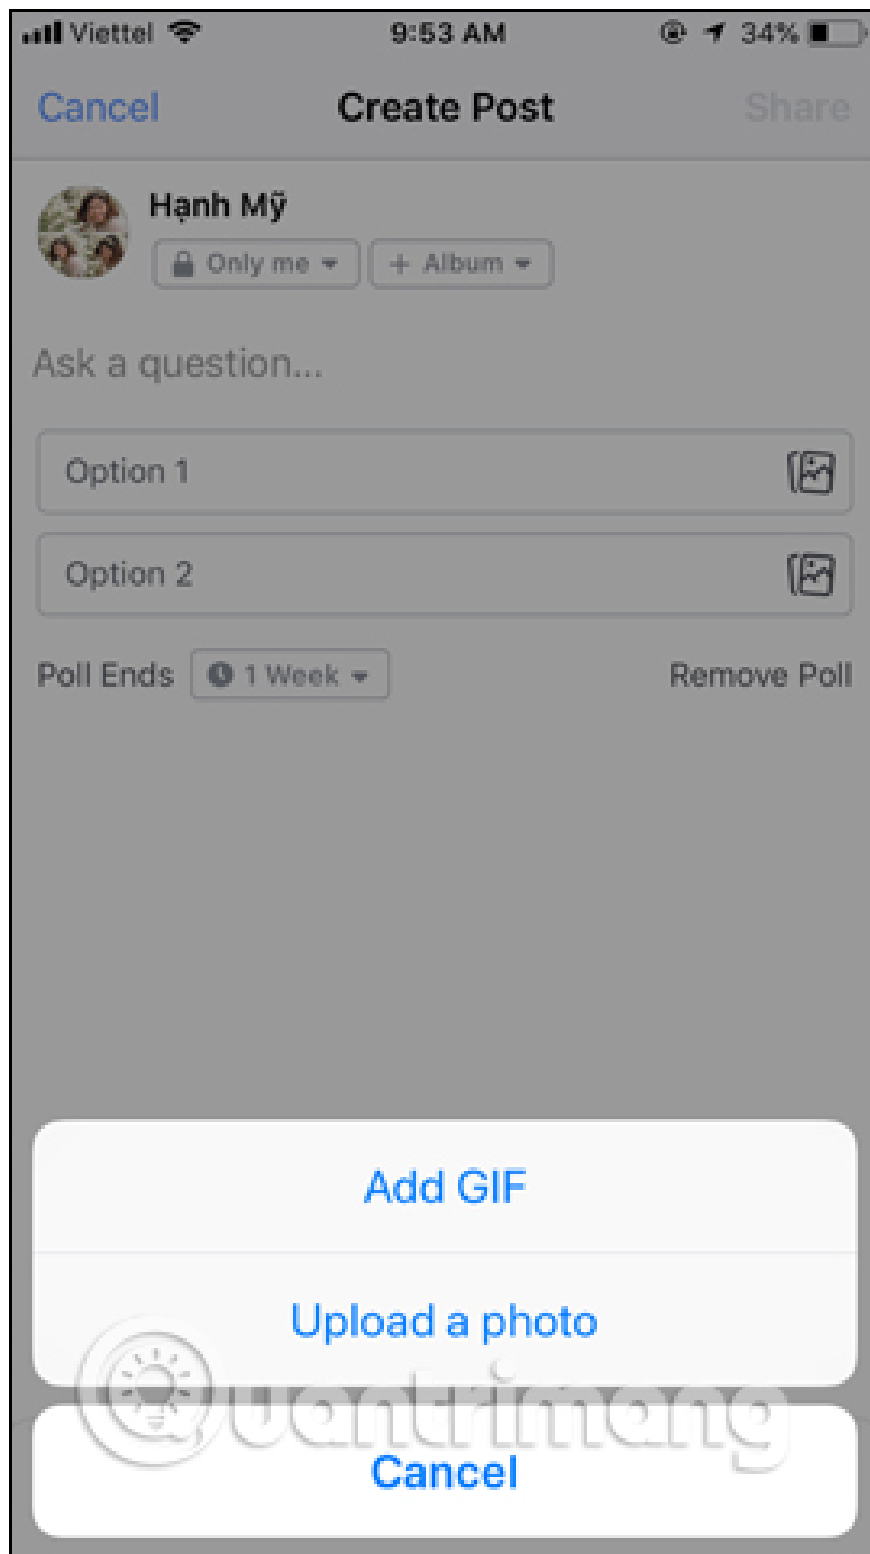 Viettel 9:53 AM 34%
Cancel Create Post Share
Hạnh Mỹ
Only me + Album
Ask a question...
Option 1
Option 2
Poll Ends 1 Week Remove Poll
Add GIF
Upload a photo
Quantrimang
Cancel